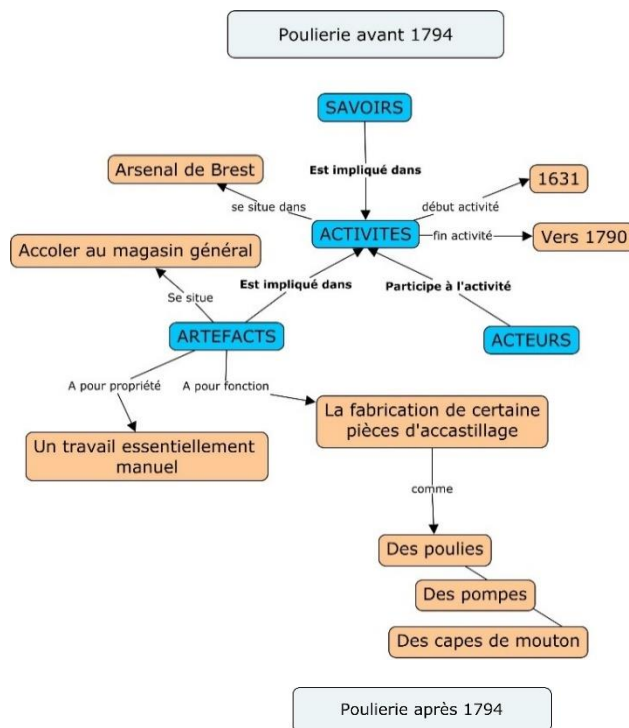 Poulierie avant 1794
SAVOIRS
Est impliqué dans
Arsenal de Brest
1631
se situe dans
début activité
ACTIVITES
fin activité
Vers 1790
Accoler au magasin général
Est impliqué dans
Participe à l'activité
Se situe
ARTEFACTS
ACTEURS
A pour propriété
A pour fonction
La fabrication de certaine
pièces d'accastillage
Un travail essentiellement
manuel
comme
Des poulies
Des pompes
Des capes de mouton
Poulierie après 1794